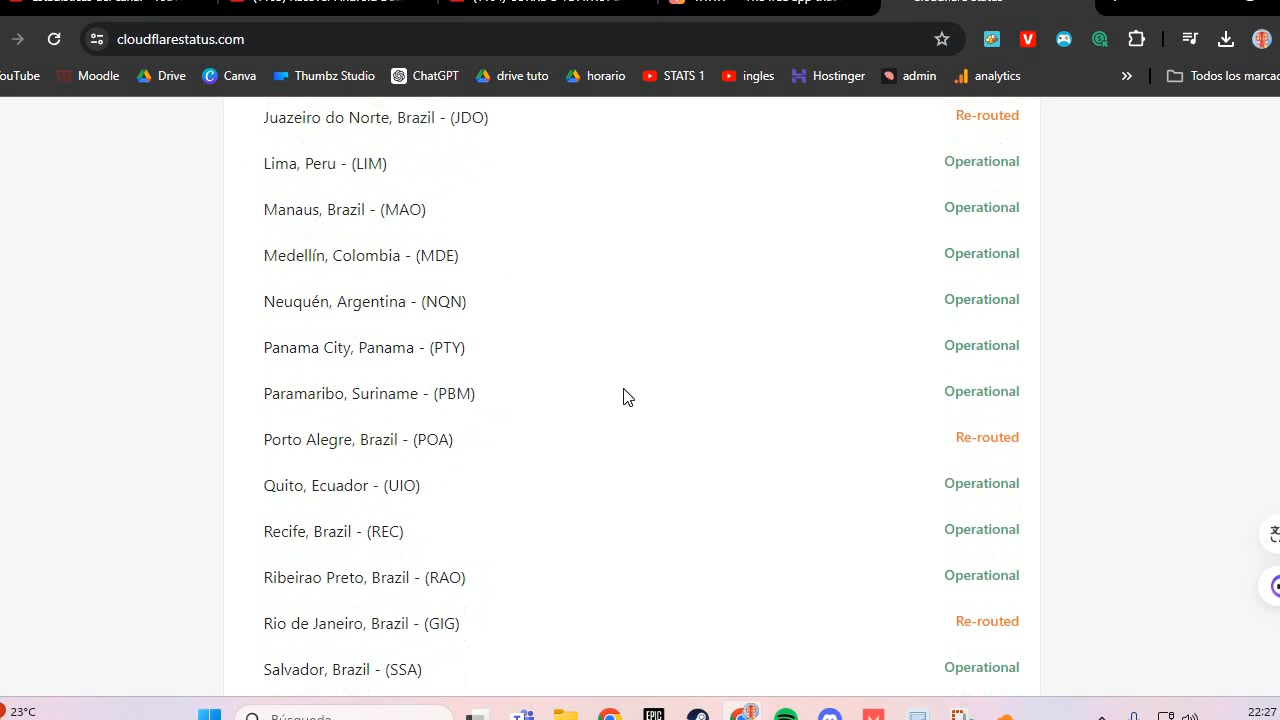 cloudflarestatus.com
YouTube Moodle Drive Canva Thumbz Studio ChatGPT drive tuto horario STATS 1 ingles Hostinger admin analytics » Todos los marca
Juazeiro do Norte, Brazil - (JDO) Re-routed
Lima, Peru - (LIM) Operational
Manaus, Brazil - (MAO) Operational
Medellín, Colombia - (MDE) Operational
Neuquén, Argentina - (NQN) Operational
Panama City, Panama - (PTY) Operational
Paramaribo, Suriname - (PBM) Operational
Porto Alegre, Brazil - (POA) Re-routed
Quito, Ecuador - (UIO) Operational
Recife, Brazil - (REC) Operational
Ribeirao Preto, Brazil - (RAO) Operational
Rio de Janeiro, Brazil - (GIG) Re-routed
Salvador, Brazil - (SSA) Operational
23°C Búsqueda EPIC 22:27